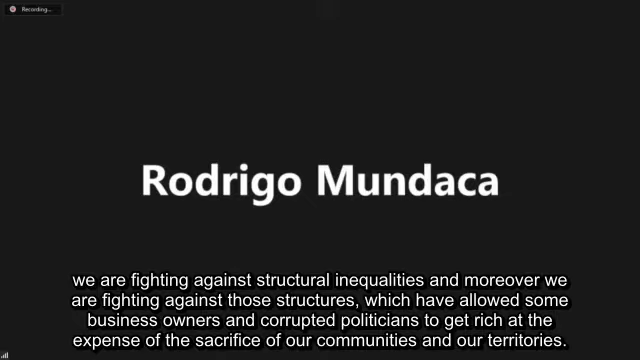 Recording...
Rodrigo Mundaca
we are fighting against structural inequalities and moreover we
are fighting against those structures, which have allowed some
business owners and corrupted politicians to get rich at the
expense of the sacrifice of our communities and our territories.